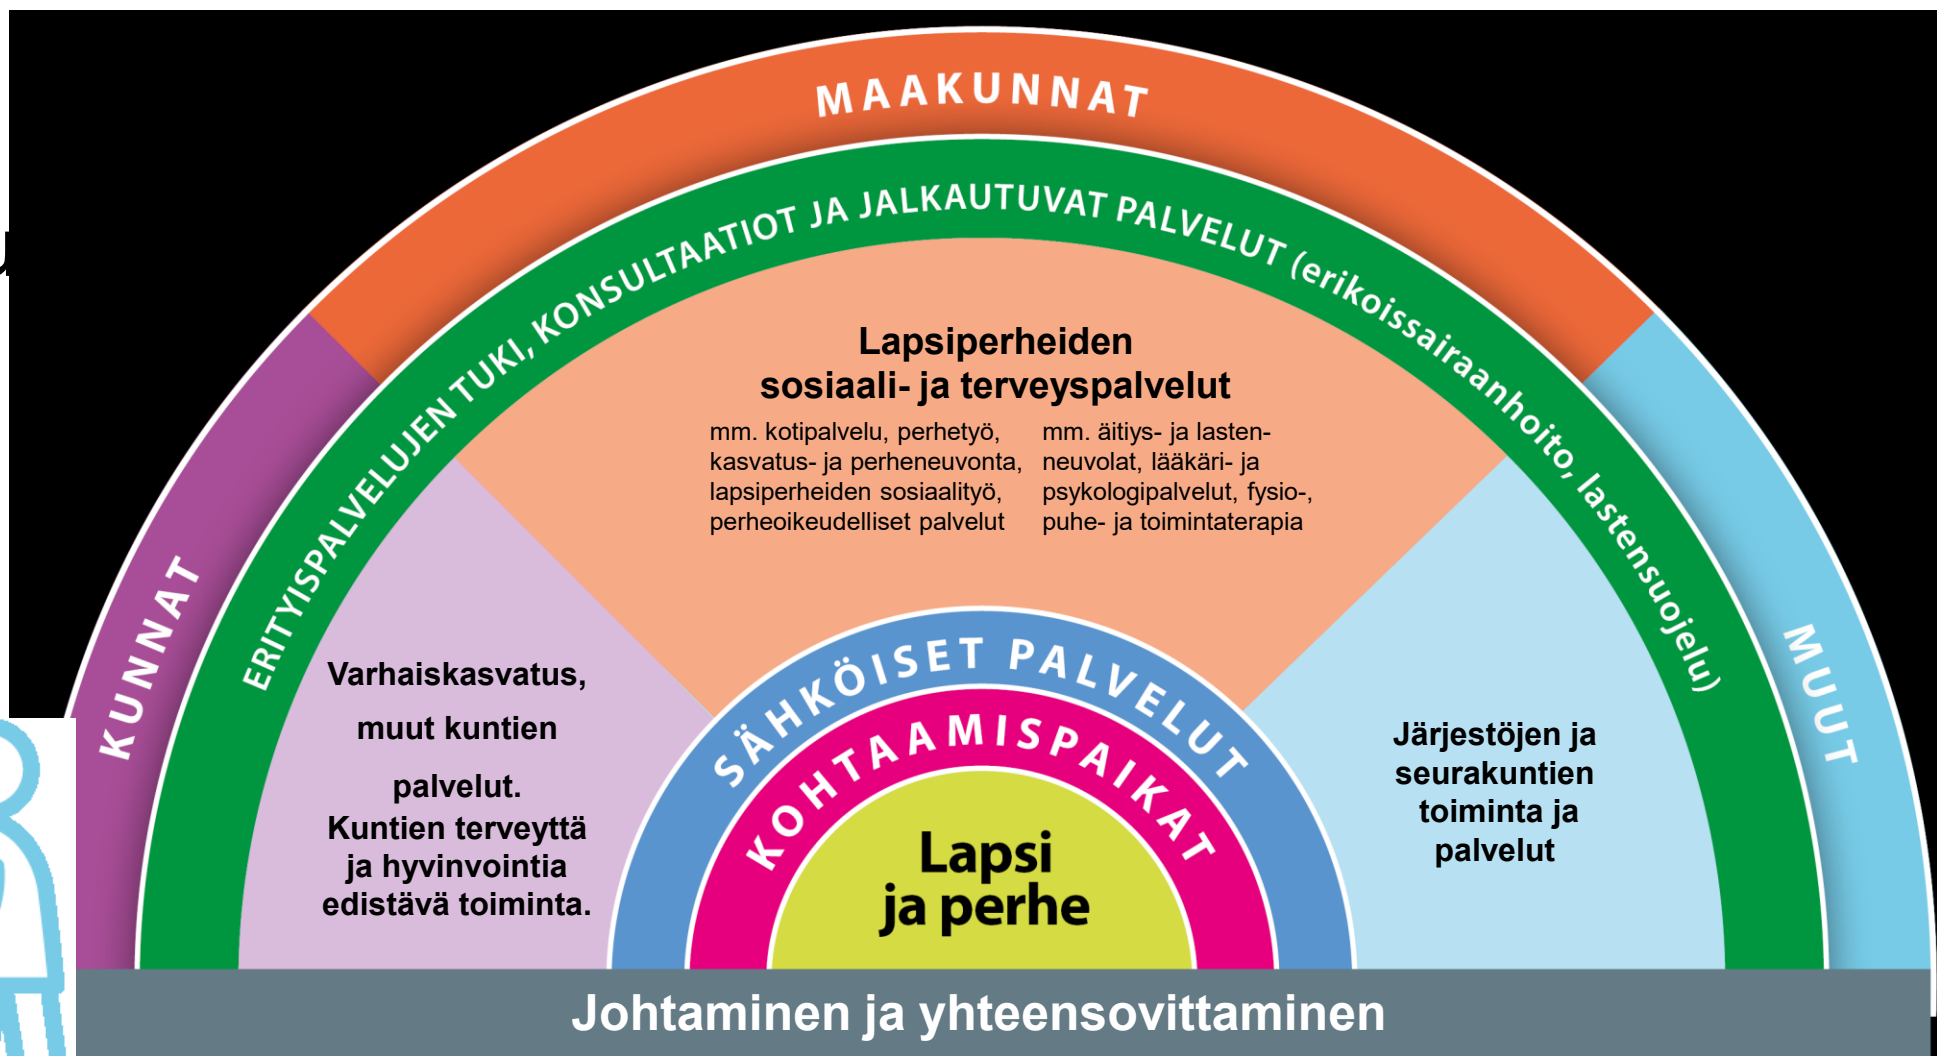 MAAKUNNAT
ERITYISPALVELUJEN TUKI, KONSULTAATIOT JA JALKAUTUVAT PALVELUT (erikoissairaanhoito, lastensuojelu)
KUNNAT
MUUT
Lapsiperheiden
sosiaali- ja terveyspalvelut
mm. kotipalvelu, perhetyö,
kasvatus- ja perheneuvonta,
lapsiperheiden sosiaalityö,
perheoikeudelliset palvelut
mm. äitiys- ja lasten-
neuvolat, lääkäri- ja
psykologipalvelut, fysio-,
puhe- ja toimintaterapia
Varhaiskasvatus,
muut kuntien
palvelut.
Kuntien terveyttä
ja hyvinvointia
edistävä toiminta.
SÄHKÖISET PALVELUT
KOHTAAMISPAIKAT
Lapsi
ja perhe
Järjestöjen ja
seurakuntien
toiminta ja
palvelut
Johtaminen ja yhteensovittaminen